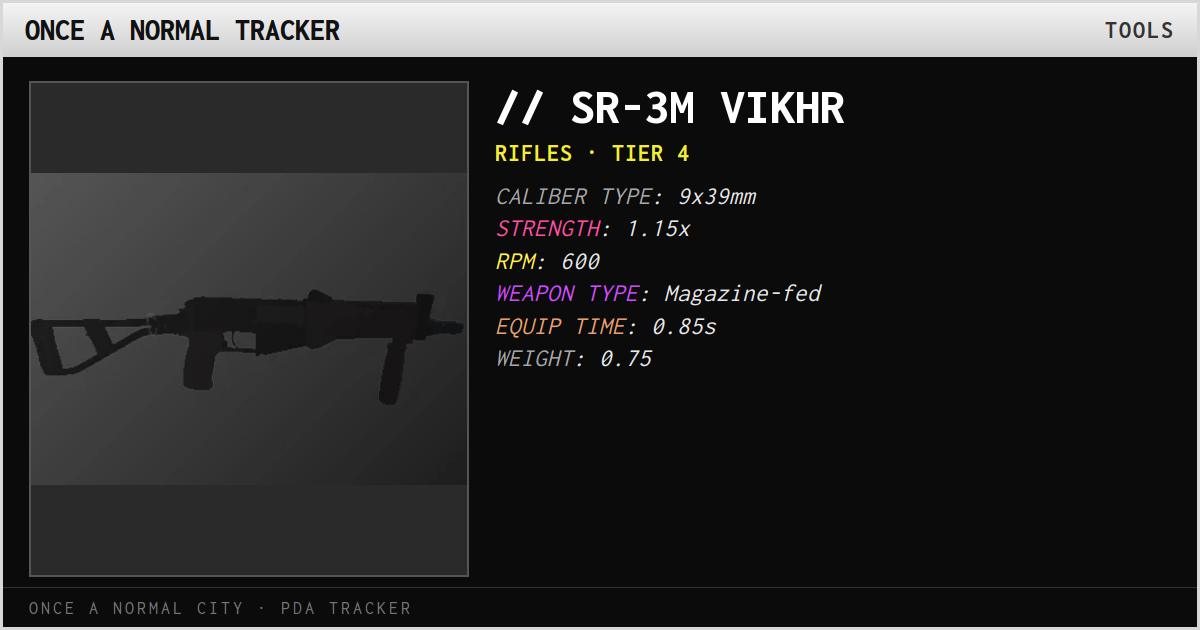 ONCE A NORMAL TRACKER
TOOLS
// SR-3M VIKHR
RIFLES · TIER 4
CALIBER TYPE: 9x39mm
STRENGTH: 1.15x
RPM: 600
WEAPON TYPE: Magazine-fed
EQUIP TIME: 0.85s
WEIGHT: 0.75
ONCE A NORMAL CITY · PDA TRACKER